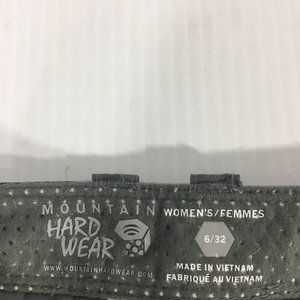 MOUNTAIN
HARD
WEAR
WWW.MOUNTAINHARDWEAR.COM
WOMEN'S/FEMMES
6/32
MADE IN VIETNAM
FABRIQUÉ AU VIETNAM